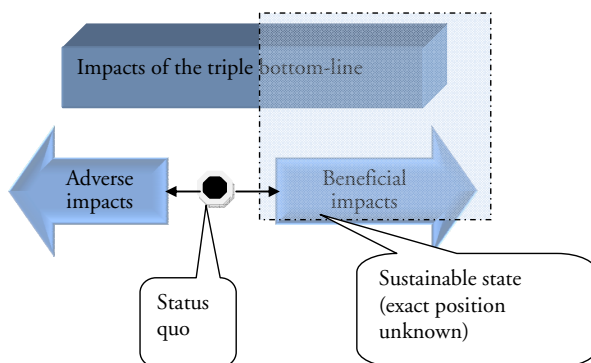 Impacts of the triple bottom-line
Adverse
impacts
Beneficial
impacts
Status
quo
Sustainable state
(exact position
unknown)